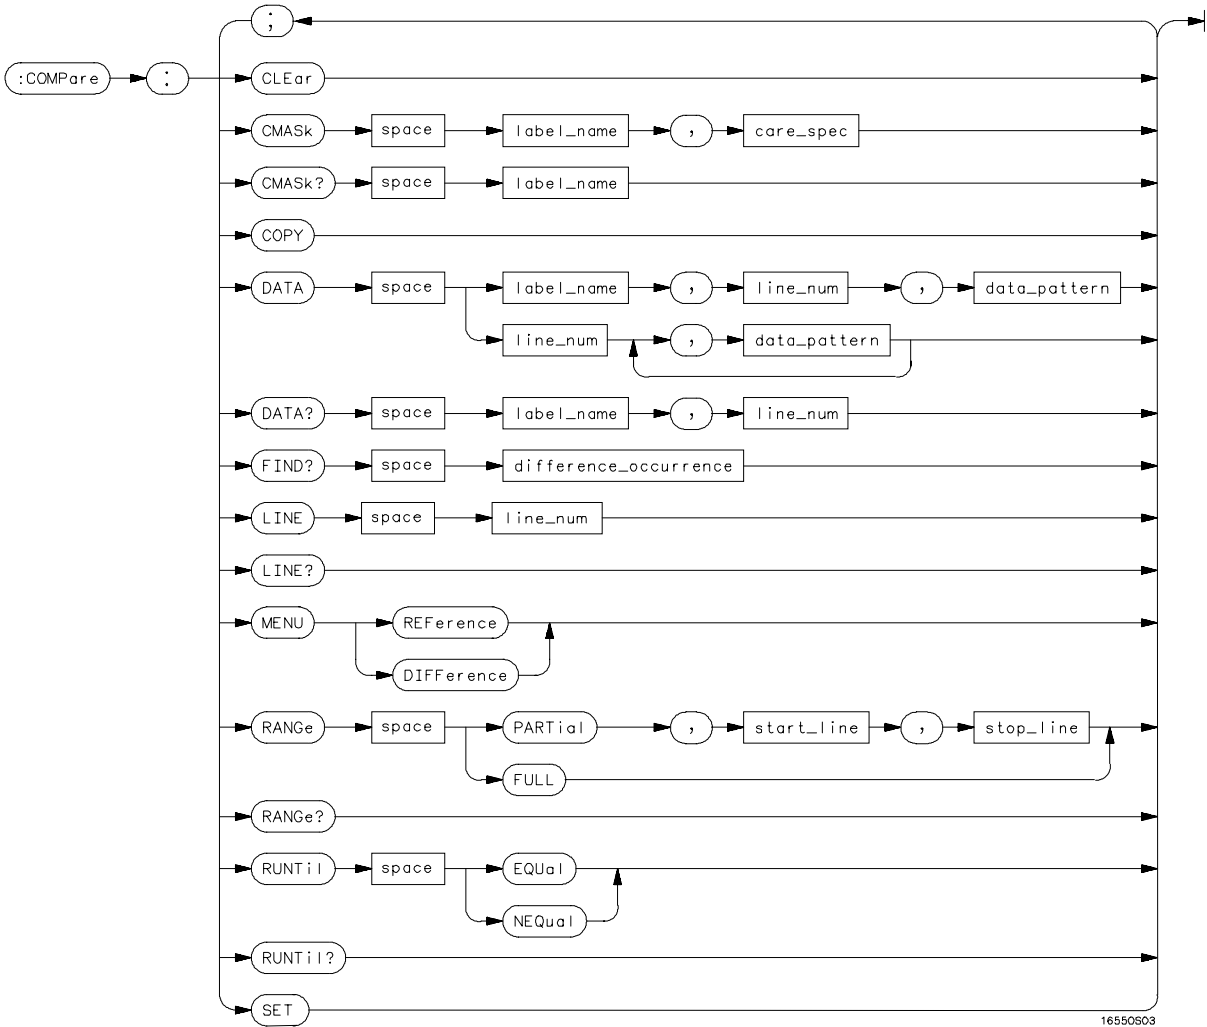 ;
:COMPare : CLEar
CMASk space label_name , care_spec
CMASk? space label_name
COPY
DATA space label_name , line_num , data_pattern
line_num , data_pattern
DATA? space label_name , line_num
FIND? space difference_occurrence
LINE space line_num
LINE?
MENU REFerence
DIFFerence
RANGe space PARTial , start_line , stop_line
FULL
RANGe?
RUNTil space EQUal
NEQual
RUNTil?
SET
16550S03